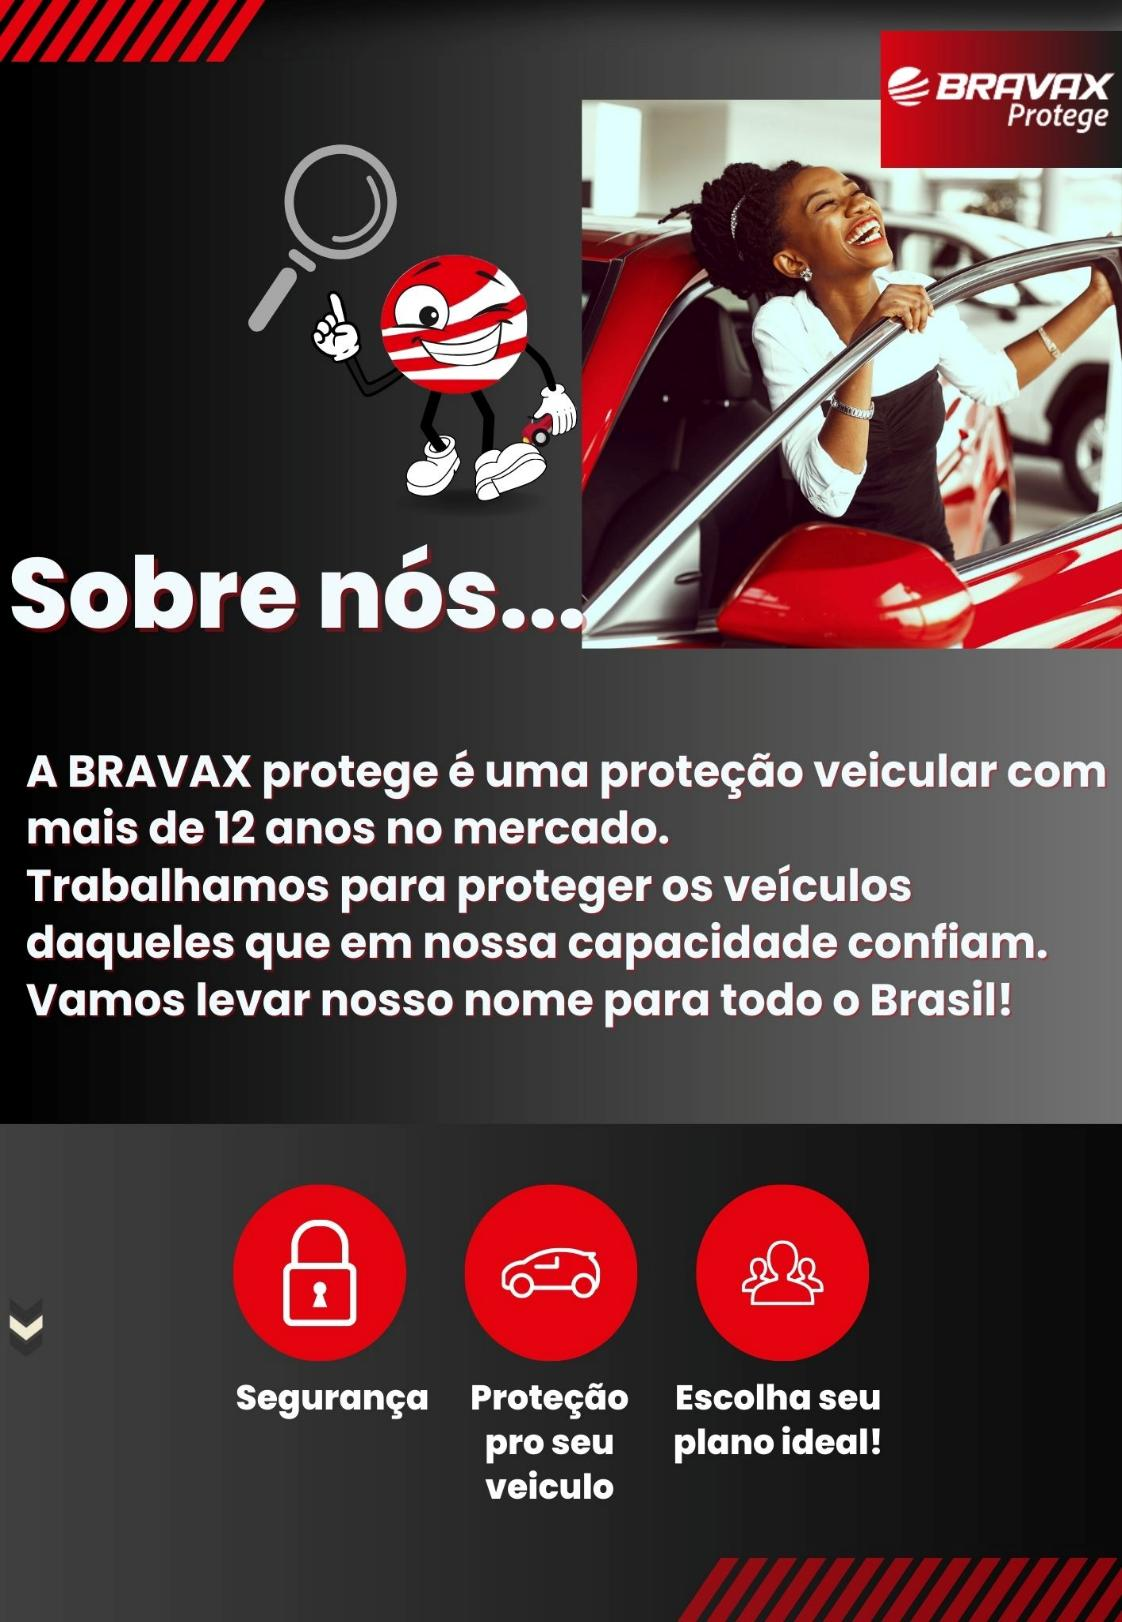 BRAVAX
Protege
Sobre nós...
A BRAVAX protege é uma proteção veicular com
mais de 12 anos no mercado.
Trabalhamos para proteger os veículos
daqueles que em nossa capacidade confiam.
Vamos levar nosso nome para todo o Brasil!
Segurança
Proteção
pro seu
veiculo
Escolha seu
plano ideal!